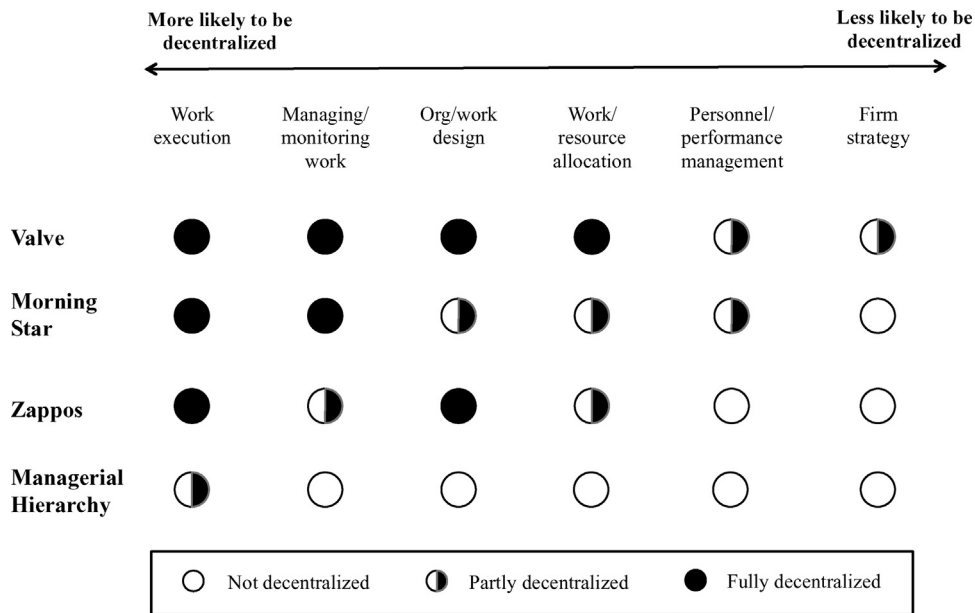 More likely to be
decentralized
Less likely to be
decentralized
Work
execution
Managing/
monitoring
work
Org/work
design
Work/
resource
allocation
Personnel/
performance
management
Firm
strategy
Valve
Morning
Star
Zappos
Managerial
Hierarchy
Not decentralized
Partly decentralized
Fully decentralized